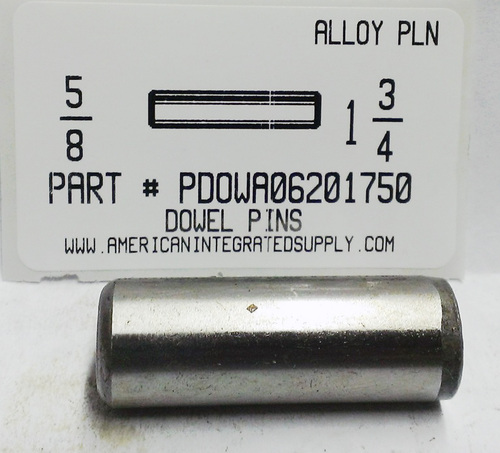 ALLOY PLN
5/8 1 3/4
PART # PDOWA06201750
DOWEL PINS
WWW.AMERICANINTEGRATEDSUPPLY.COM